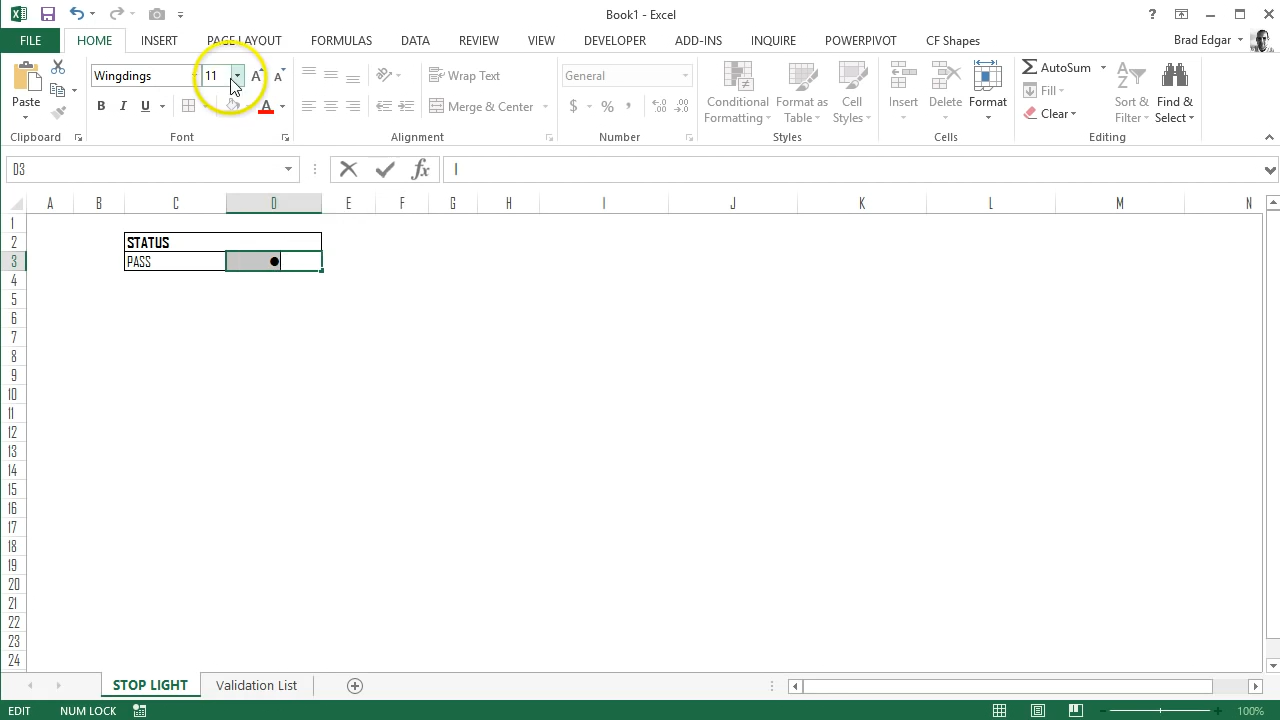 Book1 - Excel
?
FILE HOME INSERT PAGE LAYOUT FORMULAS DATA REVIEW VIEW DEVELOPER ADD-INS INQUIRE POWERPIVOT CF Shapes Brad Edgar
Paste
Wingdings 11 A A
B I U A
Wrap Text
Merge & Center
General
$ % ,
Conditional Formatting
Format as Table
Cell Styles
Insert Delete Format
AutoSum
Fill
Clear
Sort & Filter
Find & Select
Clipboard Font Alignment Number Styles Cells Editing
D3 fx l
A B C D E F G H I J K L M N
1
2 STATUS
3 PASS ●
4
5
6
7
8
9
10
11
12
13
14
15
16
17
18
19
20
21
22
23
24
STOP LIGHT Validation List
EDIT NUM LOCK 100%